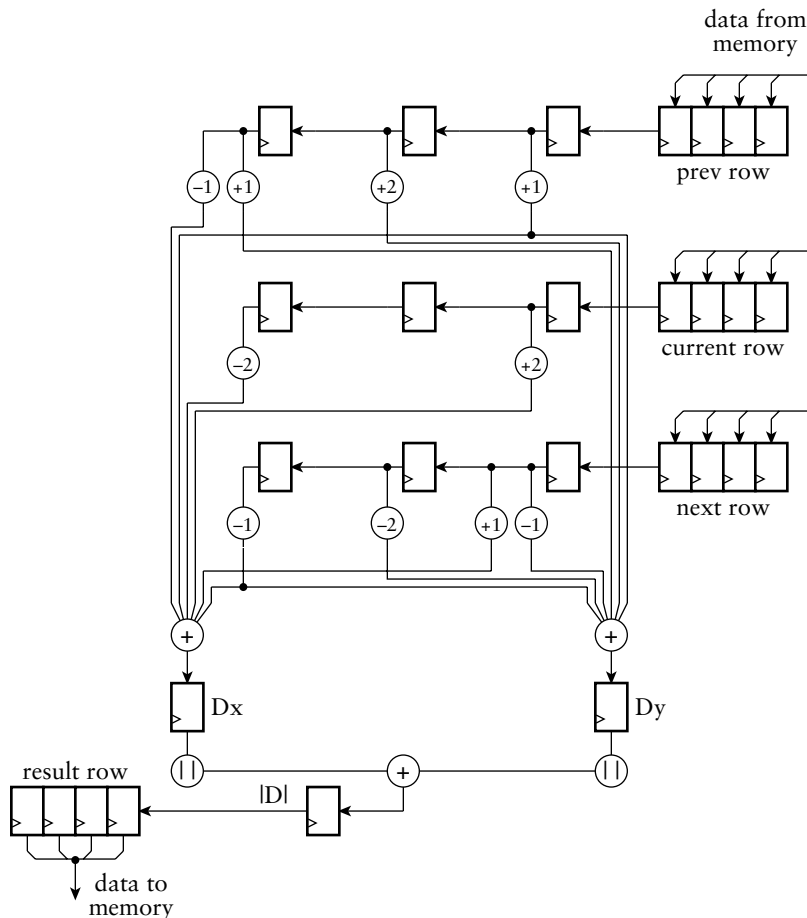 data from
memory
−1
+1
+2
+1
prev row
−2
+2
current row
−1
−2
+1
−1
next row
+
+
Dx
Dy
| |
+
| |
result row
|D|
data to
memory